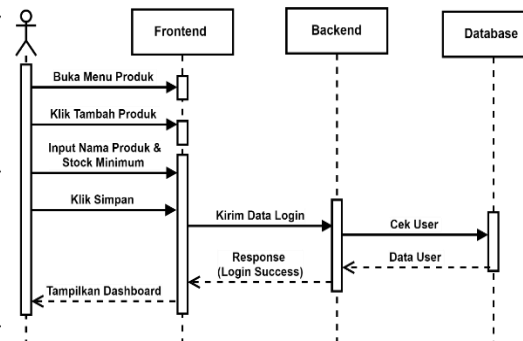 Frontend
Backend
Database
Buka Menu Produk
Klik Tambah Produk
Input Nama Produk &
Stock Minimum
Klik Simpan
Kirim Data Login
Cek User
Response
(Login Success)
Data User
Tampilkan Dashboard